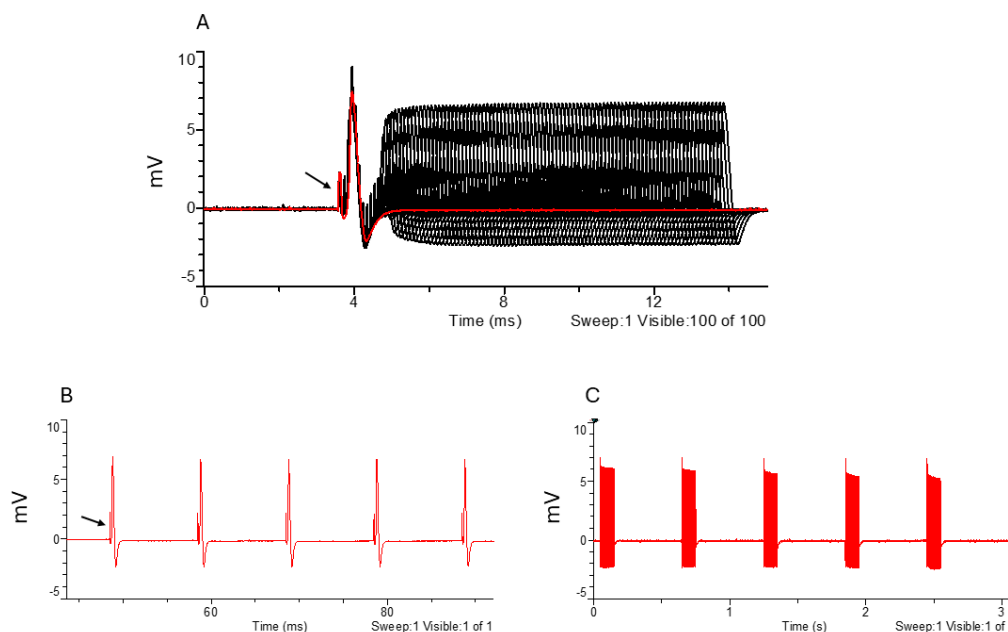 A
10
5
0
-5
mV
0
4
8
12
Time (ms)
Sweep:1 Visible:100 of 100
B
10
5
0
-5
mV
60
80
Time (ms)
Sweep:1 Visible:1 of 1
C
10
5
0
-5
mV
0
1
2
3
Time (s)
Sweep:1 Visible:1 of